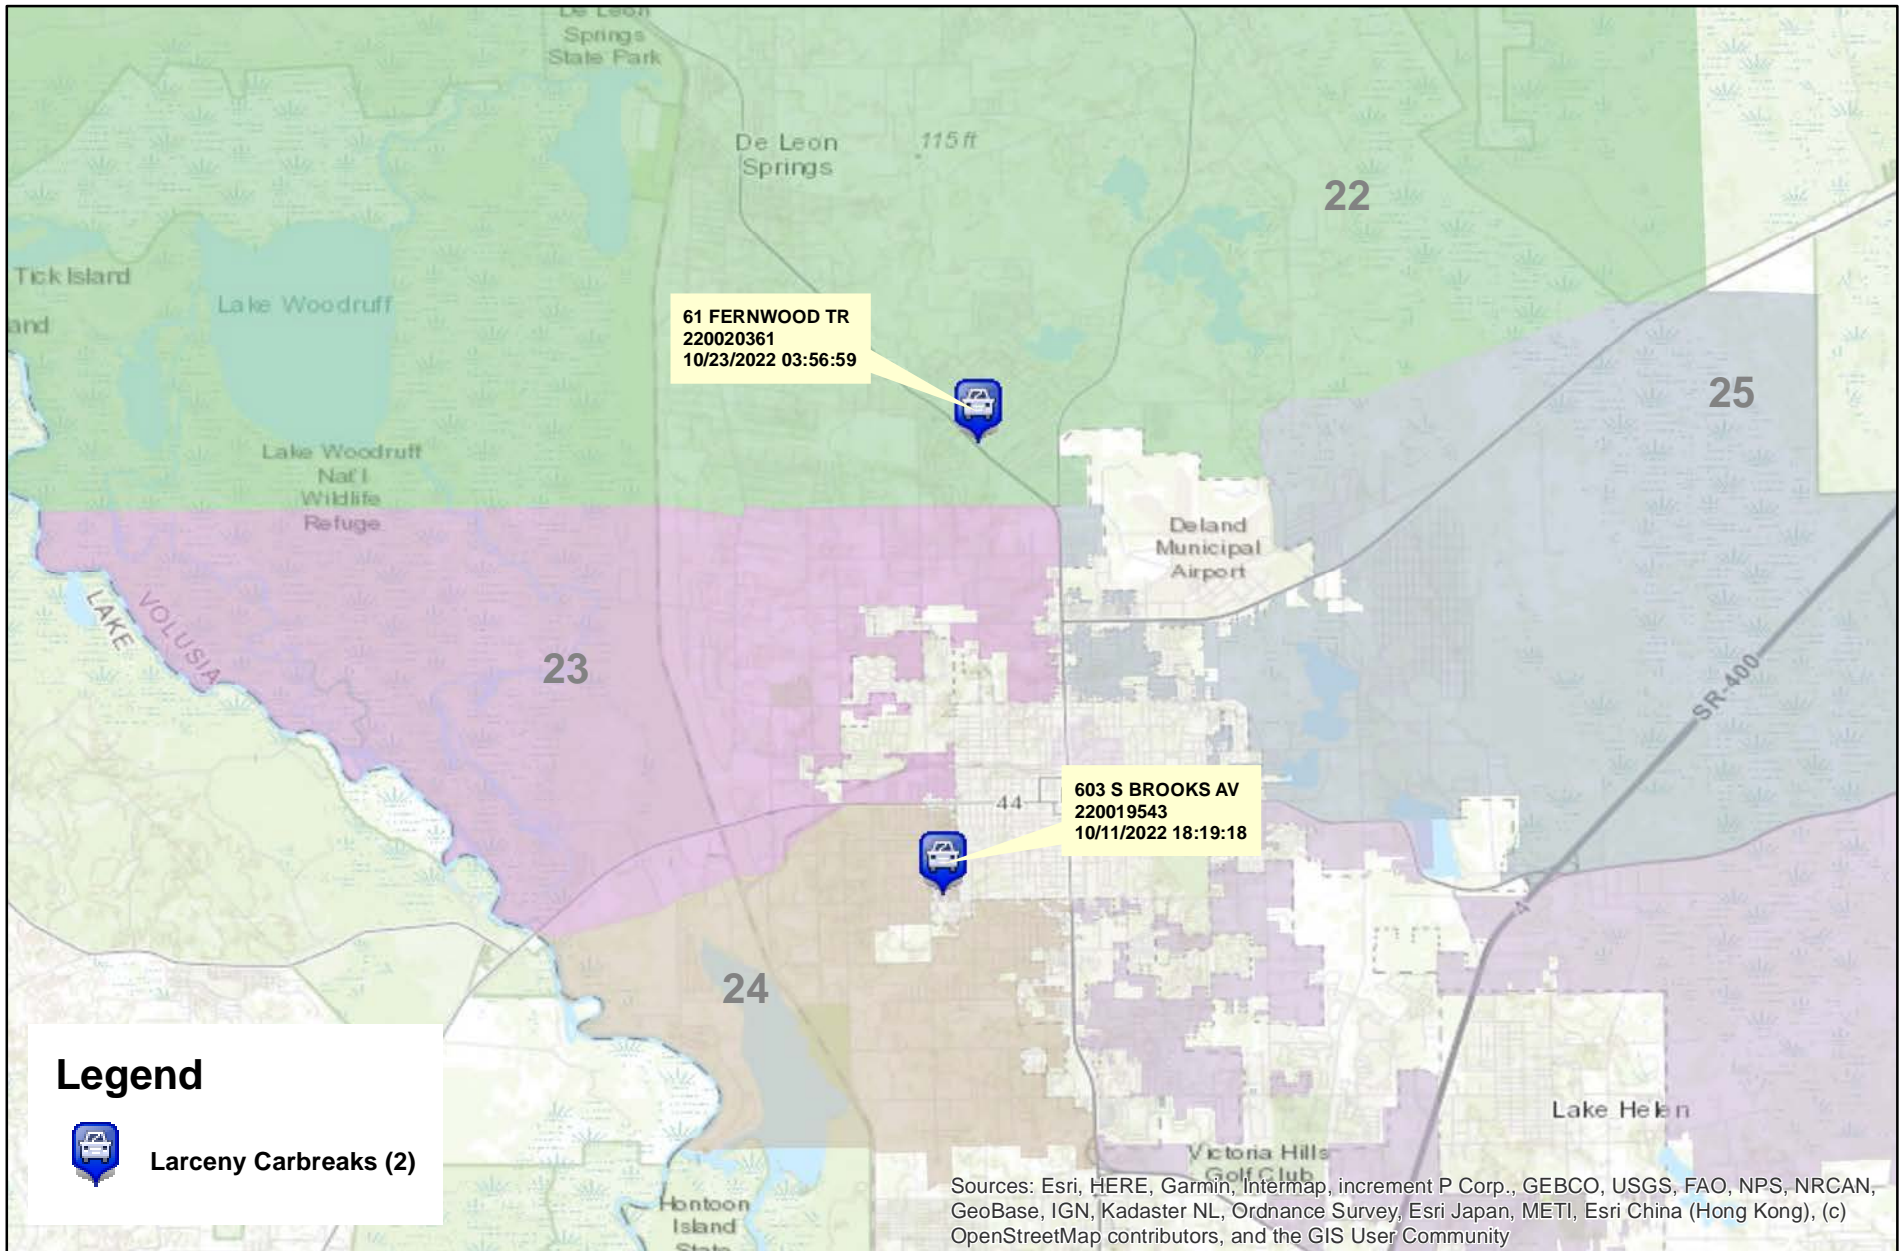 De Leon
Springs
State Park
De Leon
Springs
115 ft
22
Tick Island
and
Lake Woodruff
61 FERNWOOD TR
220020361
10/23/2022 03:56:59
25
Lake Woodruff
Nat'l
Wildlife
Refuge
Deland
Municipal
Airport
LAKE
VOLUSIA
23
SR-400
44
603 S BROOKS AV
220019543
10/11/2022 18:19:18
4
24
Legend
Larceny Carbreaks (2)
Lake Helen
Victoria Hills
Golf Club
Hontoon
Island
State
Sources: Esri, HERE, Garmin, Intermap, increment P Corp., GEBCO, USGS, FAO, NPS, NRCAN,
GeoBase, IGN, Kadaster NL, Ordnance Survey, Esri Japan, METI, Esri China (Hong Kong), (c)
OpenStreetMap contributors, and the GIS User Community